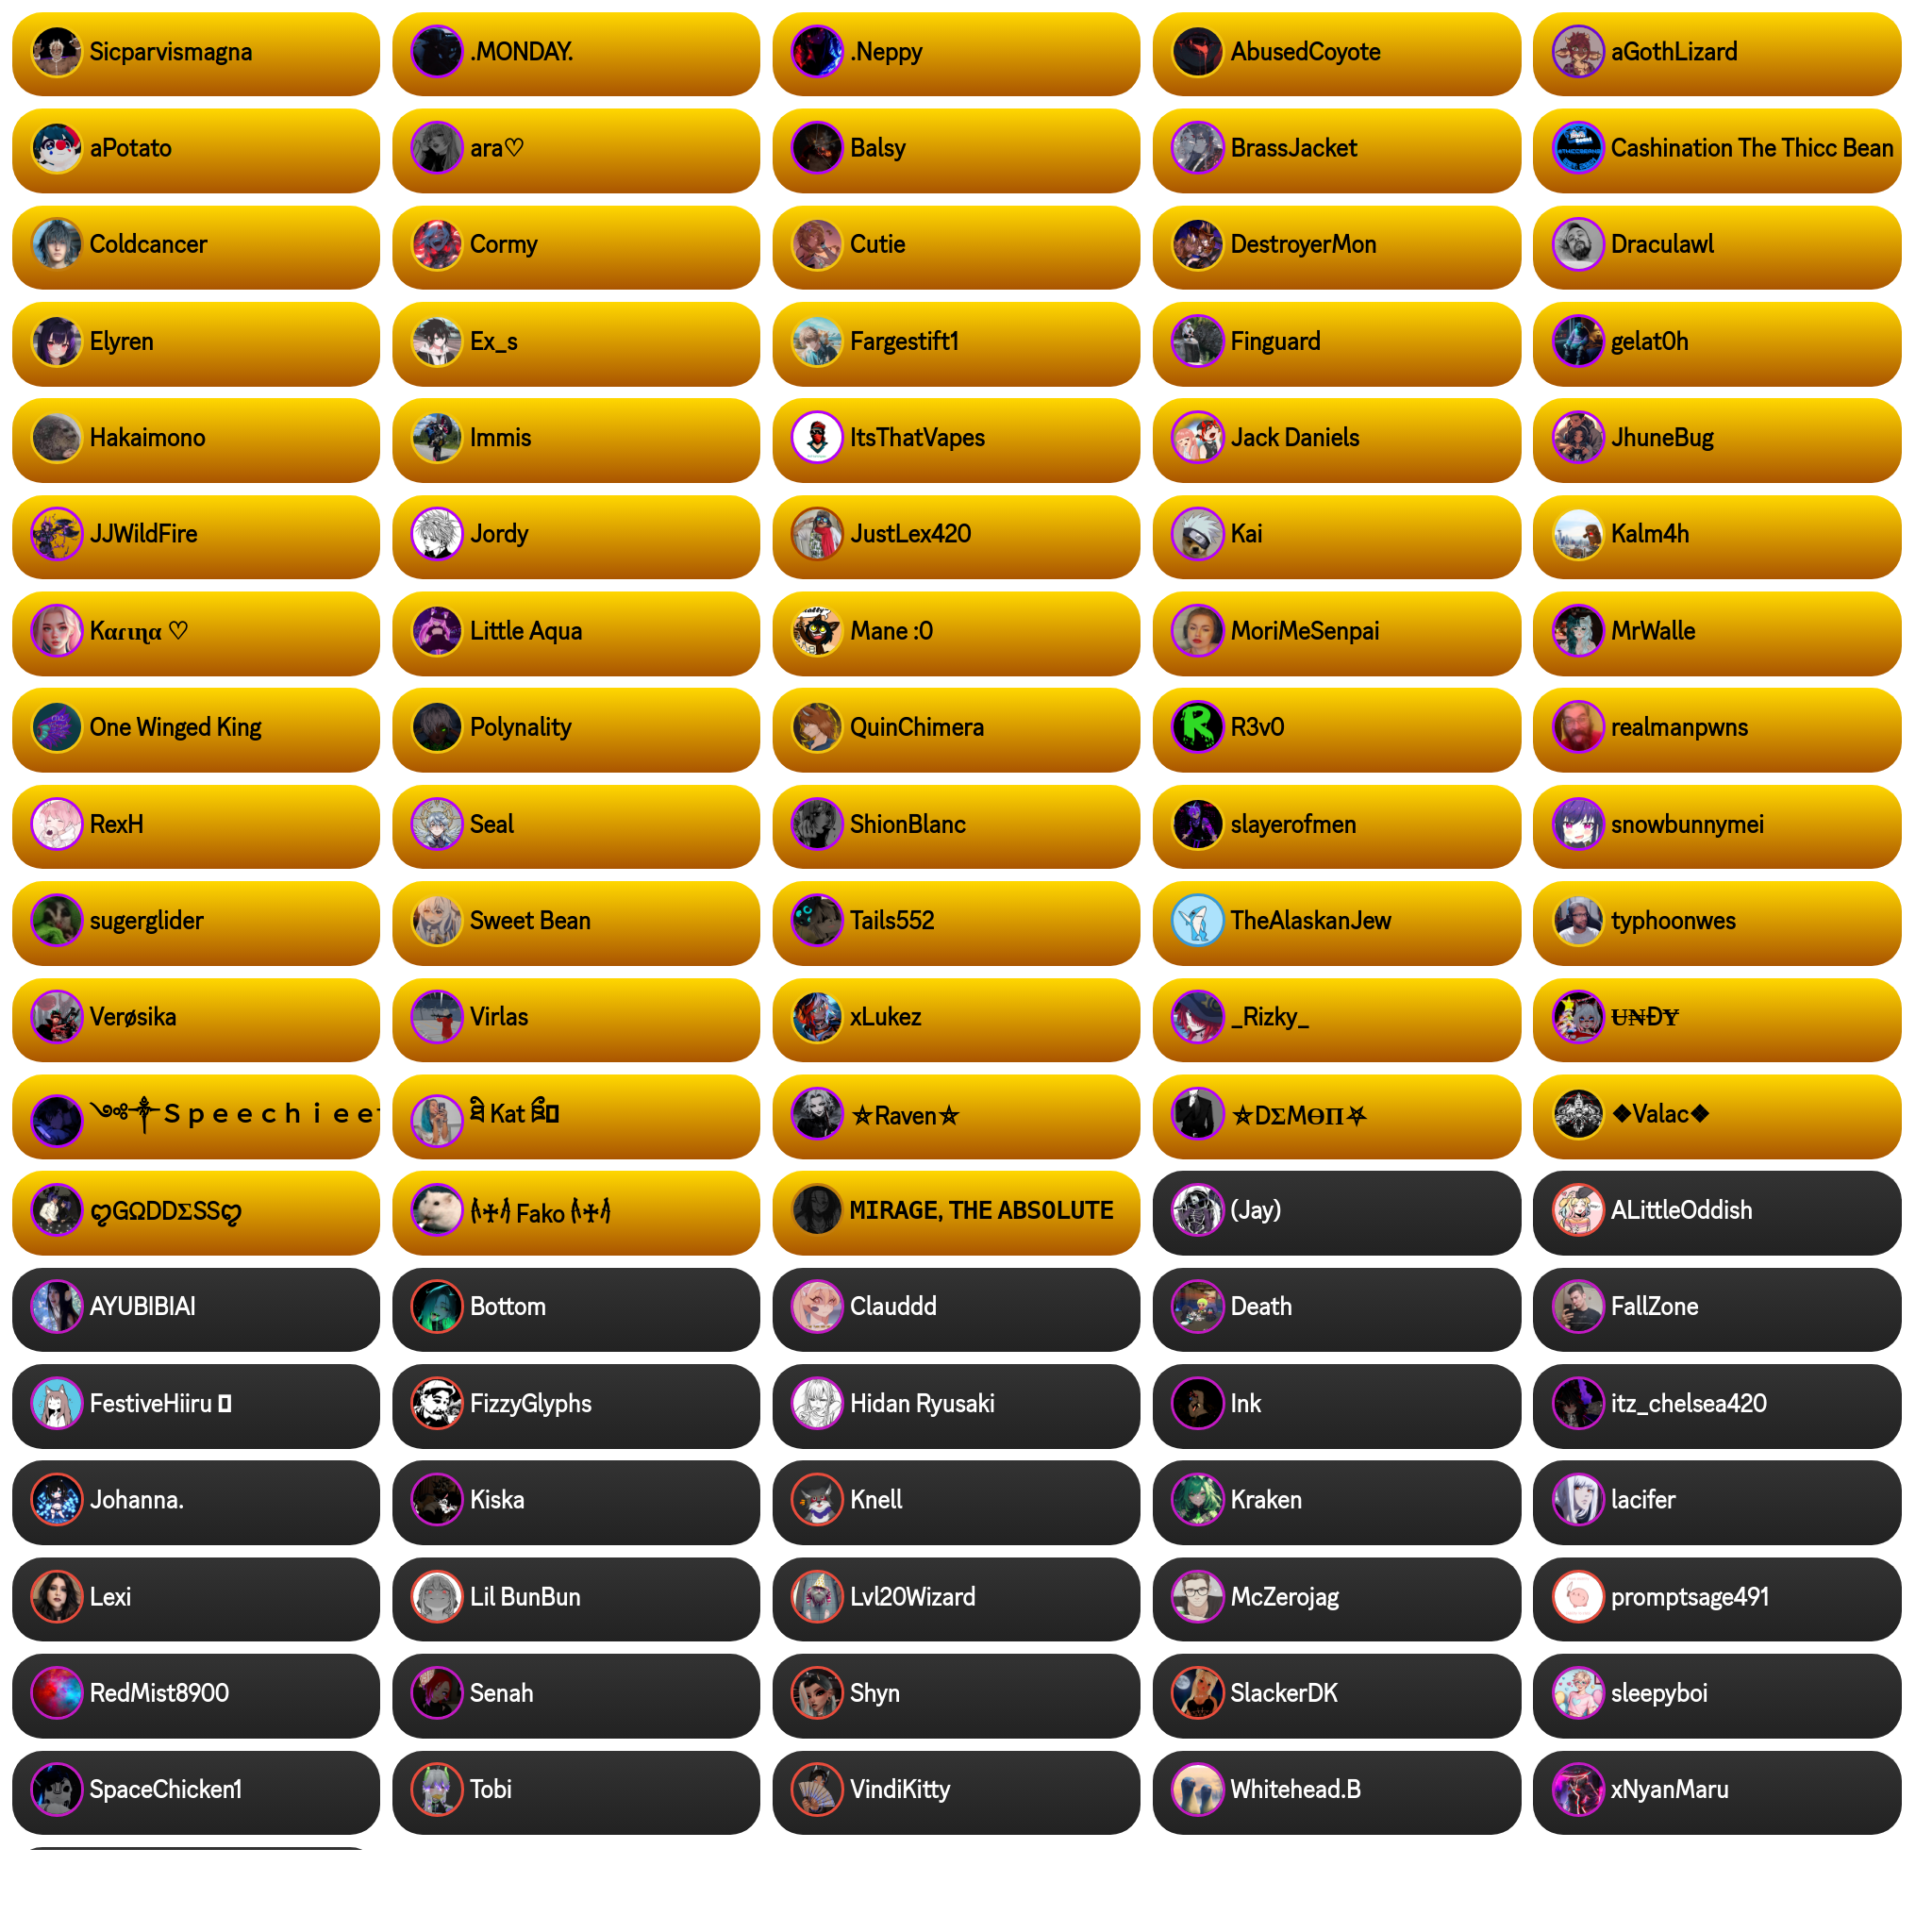 Sicparvismagna
.MONDAY.
.Neppy
AbusedCoyote
aGothLizard
aPotato
ara♡
Balsy
BrassJacket
Cashination The Thicc Bean
Coldcancer
Cormy
Cutie
DestroyerMon
Draculawl
Elyren
Ex_s
Fargestift1
Finguard
gelat0h
Hakaimono
Immis
ItsThatVapes
Jack Daniels
JhuneBug
JJWildFire
Jordy
JustLex420
Kai
Kalm4h
Kαɾιɳα ♡
Little Aqua
Mane :0
MoriMeSenpai
MrWalle
One Winged King
Polynality
QuinChimera
R3v0
realmanpwns
RexH
Seal
ShionBlanc
slayerofmen
snowbunnymei
sugerglider
Sweet Bean
Tails552
TheAlaskanJew
typhoonwes
Verøsika
Virlas
xLukez
_Rizky_
ᵾ₦ĐɎ
༺༒Ｓｐｅｅｃｈｉｅｅ
Kat
⛥Raven⛥
⛥DΣMӨП⛧
❖Valac❖
ஜGΩDDΣSSஜ
Fako
MIRAGE, THE ABSOLUTE
(Jay)
ALittleOddish
AYUBIBIAI
Bottom
Clauddd
Death
FallZone
FestiveHiiru
FizzyGlyphs
Hidan Ryusaki
Ink
itz_chelsea420
Johanna.
Kiska
Knell
Kraken
lacifer
Lexi
Lil BunBun
Lvl20Wizard
McZerojag
promptsage491
RedMist8900
Senah
Shyn
SlackerDK
sleepyboi
SpaceChicken1
Tobi
VindiKitty
Whitehead.B
xNyanMaru